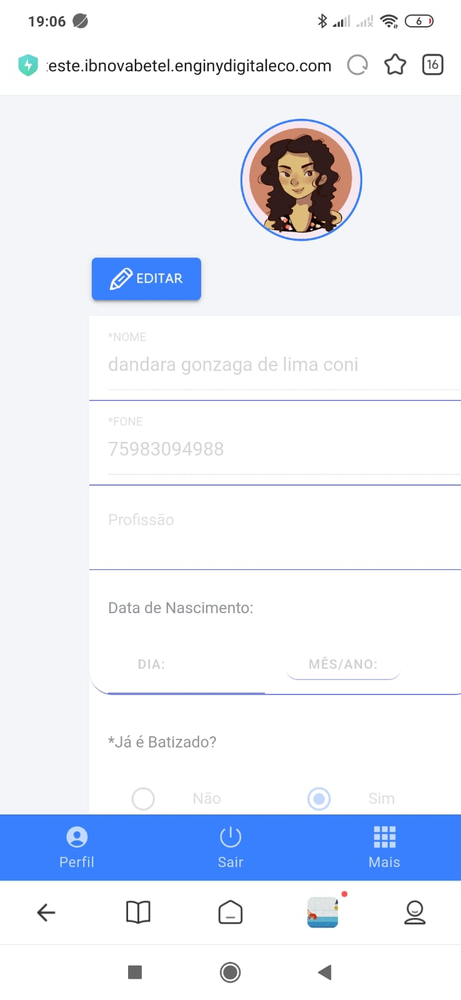 19:06
6
:este.ibnovabetel.enginydigitaleco.com
16
EDITAR
*NOME
dandara gonzaga de lima coni
*FONE
75983094988
Profissão
Data de Nascimento:
DIA: MÊS/ANO:
*Já é Batizado?
Não Sim
Perfil Sair Mais